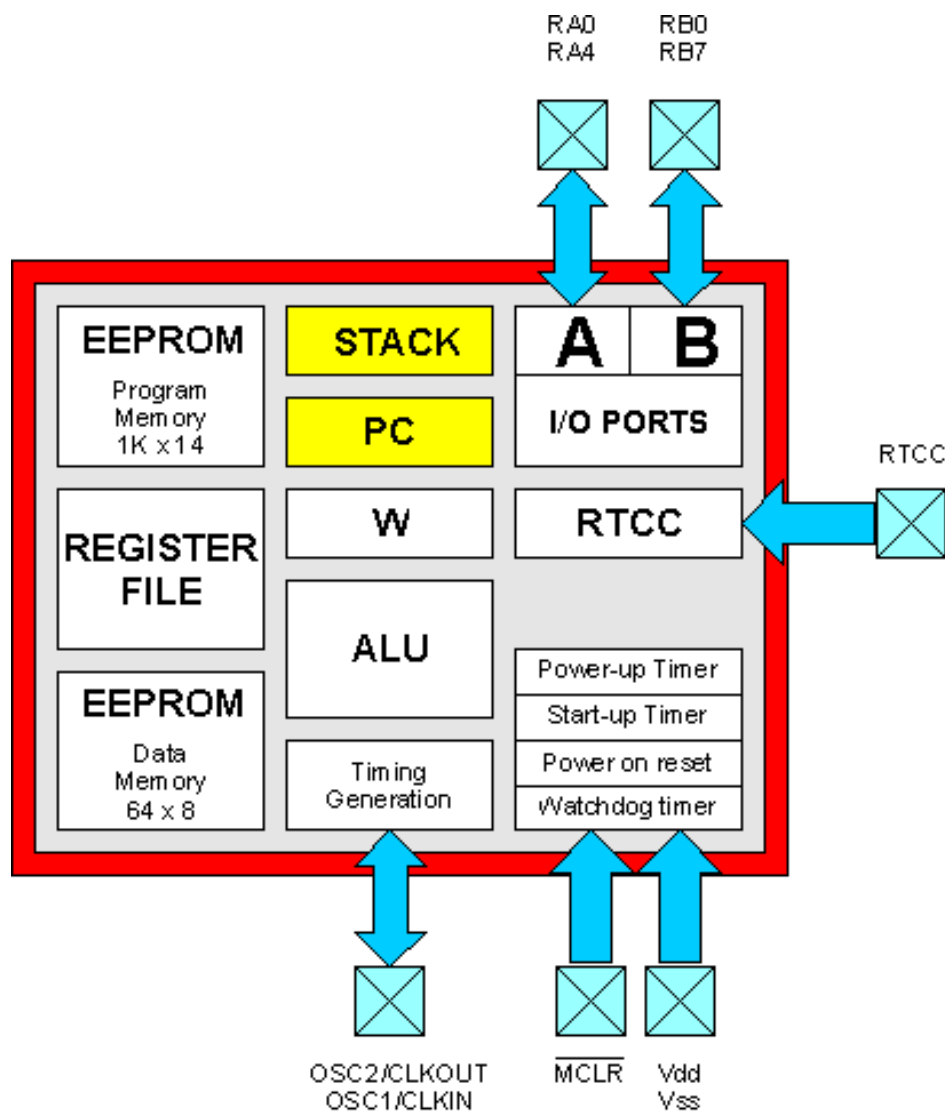 RA0
RA4
RB0
RB7
EEPROM
Program
Memory
1K x 14
STACK
PC
A
B
I/O PORTS
RTCC
REGISTER
FILE
W
RTCC
ALU
EEPROM
Data
Memory
64 x 8
Timing
Generation
Power-up Timer
Start-up Timer
Power on reset
Watchdog timer
OSC2/CLKOUT
OSC1/CLKIN
MCLR
Vdd
Vss